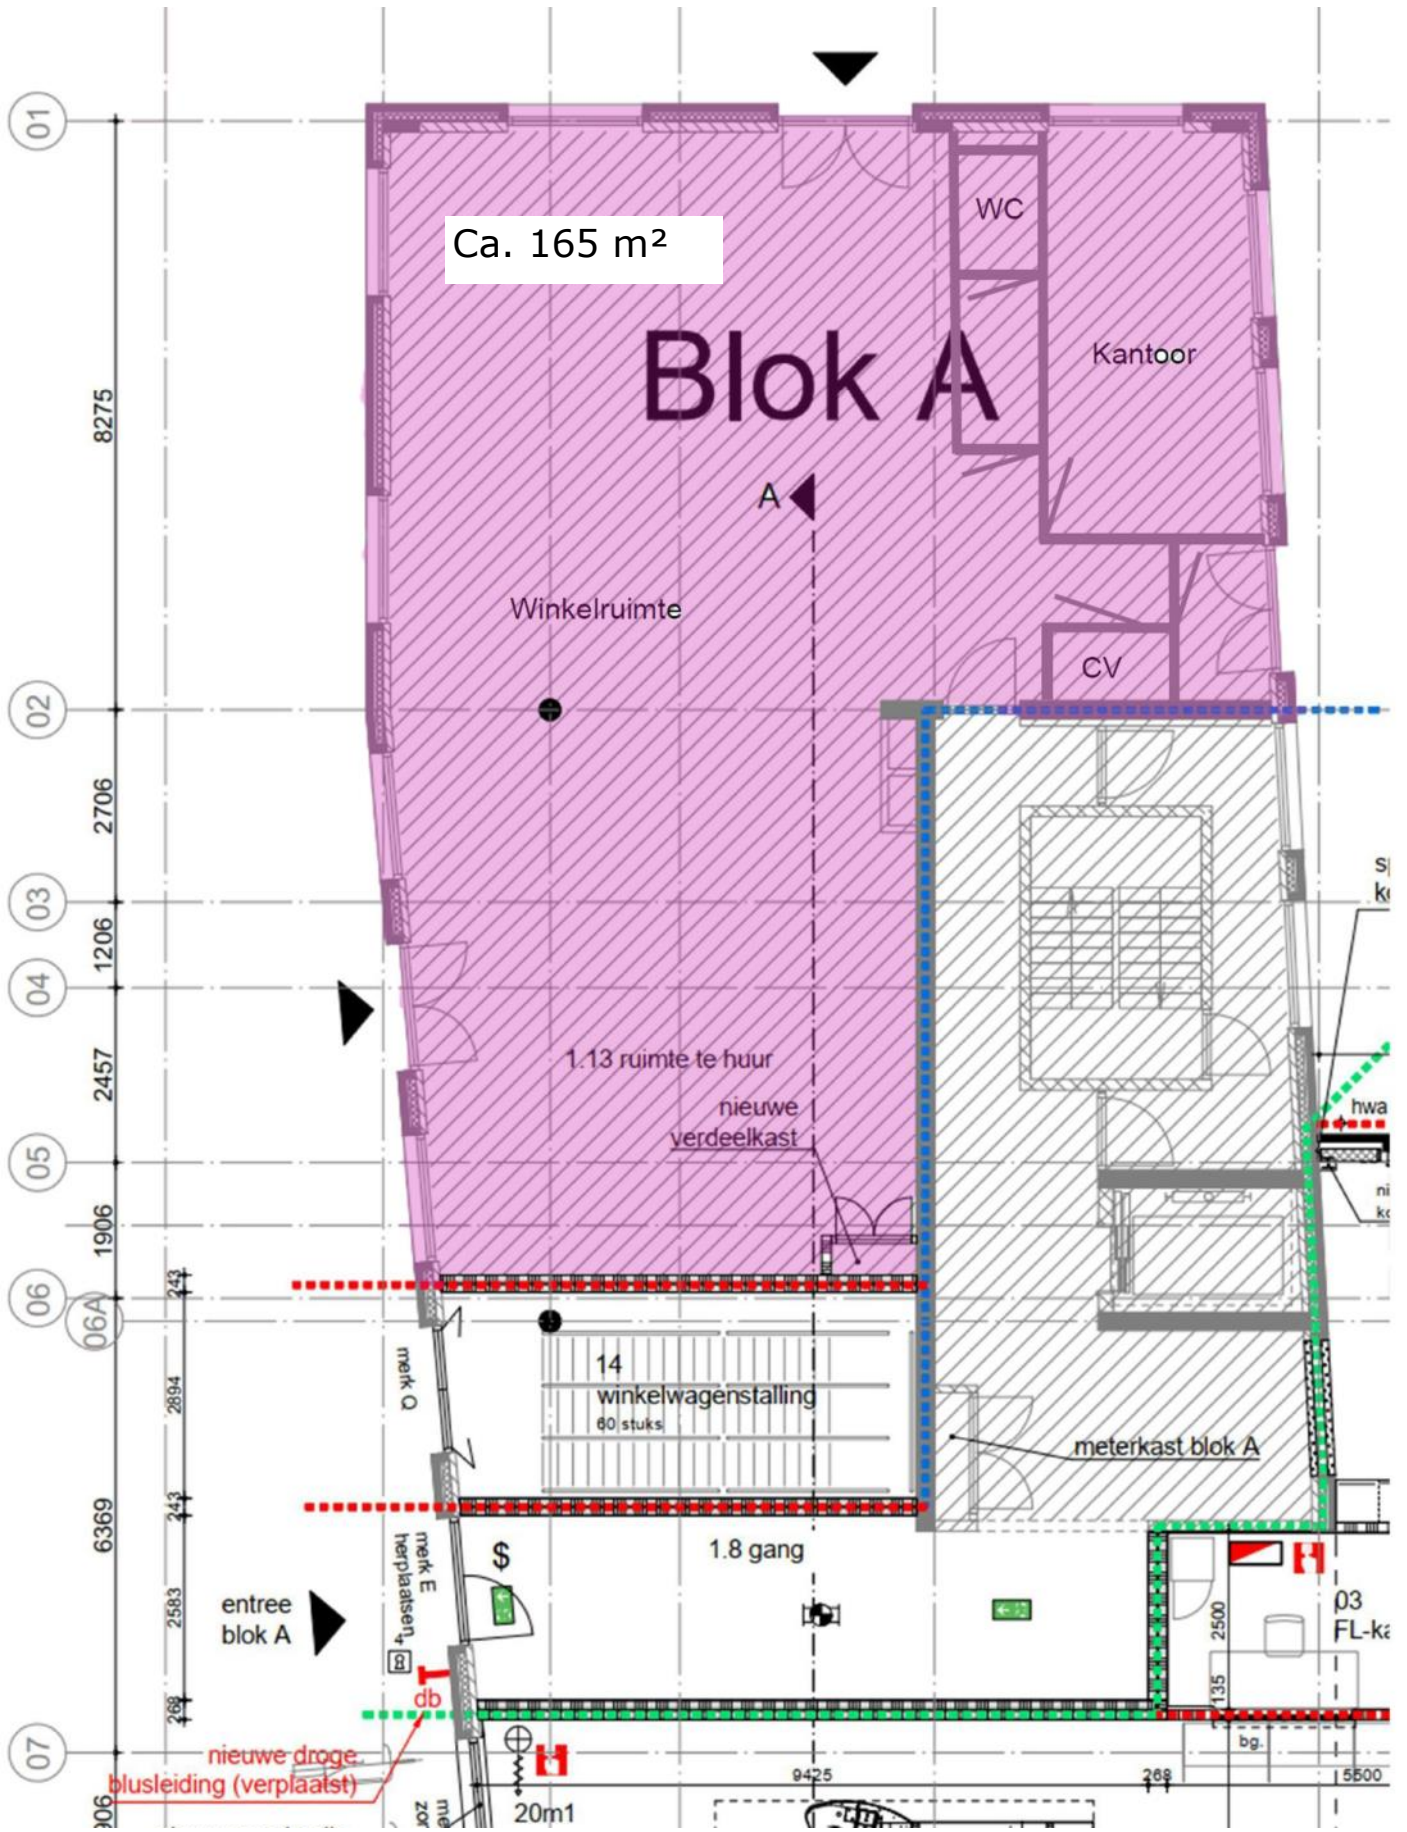 01
WC
Ca. 165 m²
Blok A
Kantoor
8275
A
Winkelruimte
CV
02
2706
03
1206
04
2457
1.13 ruimte te huur
nieuwe
verdeelkast
hwa
05
1906
243
06
06A
14
winkelwagenstalling
60 stuks
merk Q
2894
meterkast blok A
243
6369
1.8 gang
$
merk E
herplaatsen
entree
blok A
2583
2500
03
135
db
268
nieuwe droge
blusleiding (verplaatst)
07
bg.
9425
268
5500
20m1